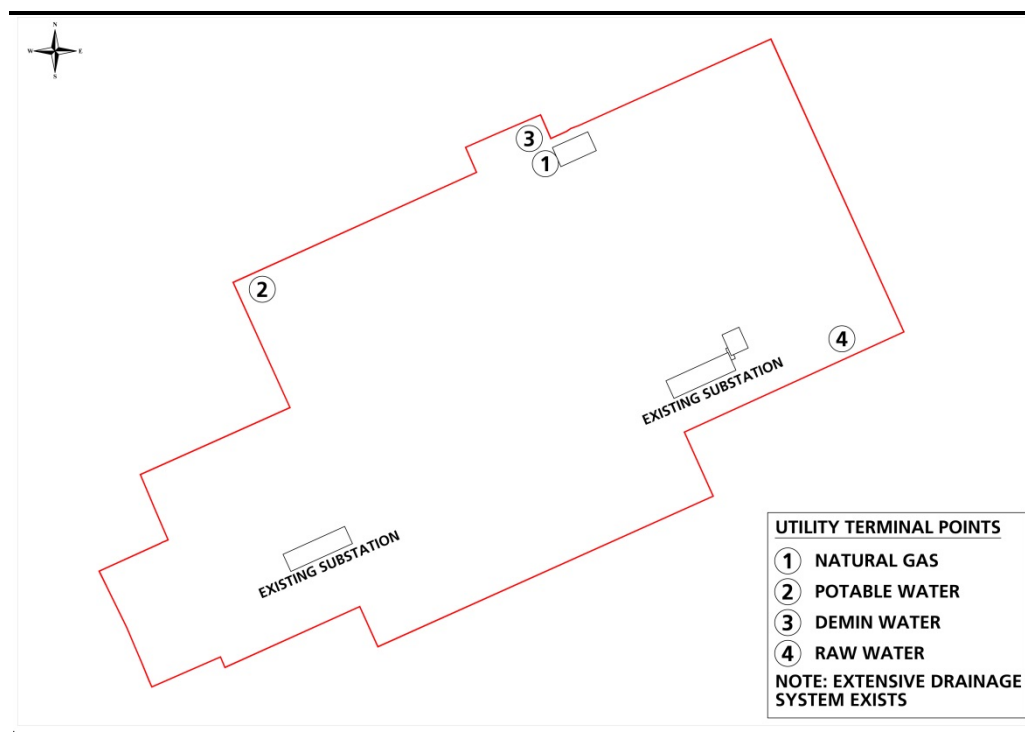 N
W E
S
3
1
2
4
EXISTING SUBSTATION
EXISTING SUBSTATION
UTILITY TERMINAL POINTS
1 NATURAL GAS
2 POTABLE WATER
3 DEMIN WATER
4 RAW WATER
NOTE: EXTENSIVE DRAINAGE
SYSTEM EXISTS